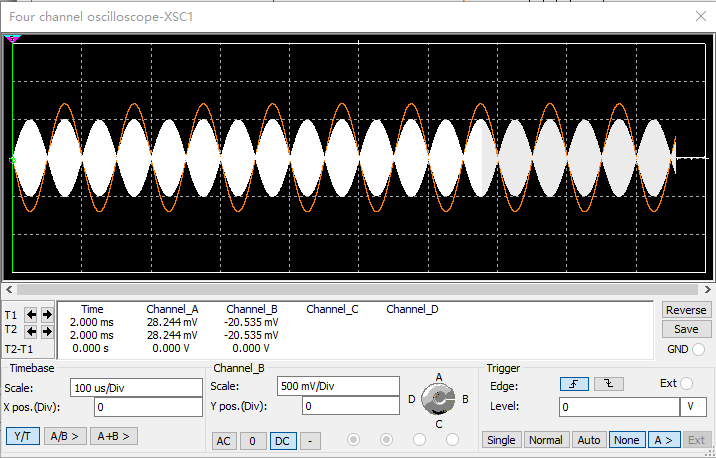 Four channel oscilloscope-XSC1
T1
T2
T2-T1
Time Channel_A Channel_B Channel_C Channel_D
2.000 ms 28.244 mV -20.535 mV
2.000 ms 28.244 mV -20.535 mV
0.000 s 0.000 V 0.000 V
Reverse
Save
GND
Timebase
Scale: 100 us/Div
X pos.(Div): 0
Y/T A/B > A+B >
Channel_B
Scale: 500 mV/Div
Y pos.(Div): 0
AC 0 DC -
A
D B
C
Trigger
Edge: Ext
Level: 0 V
Single Normal Auto None A > Ext